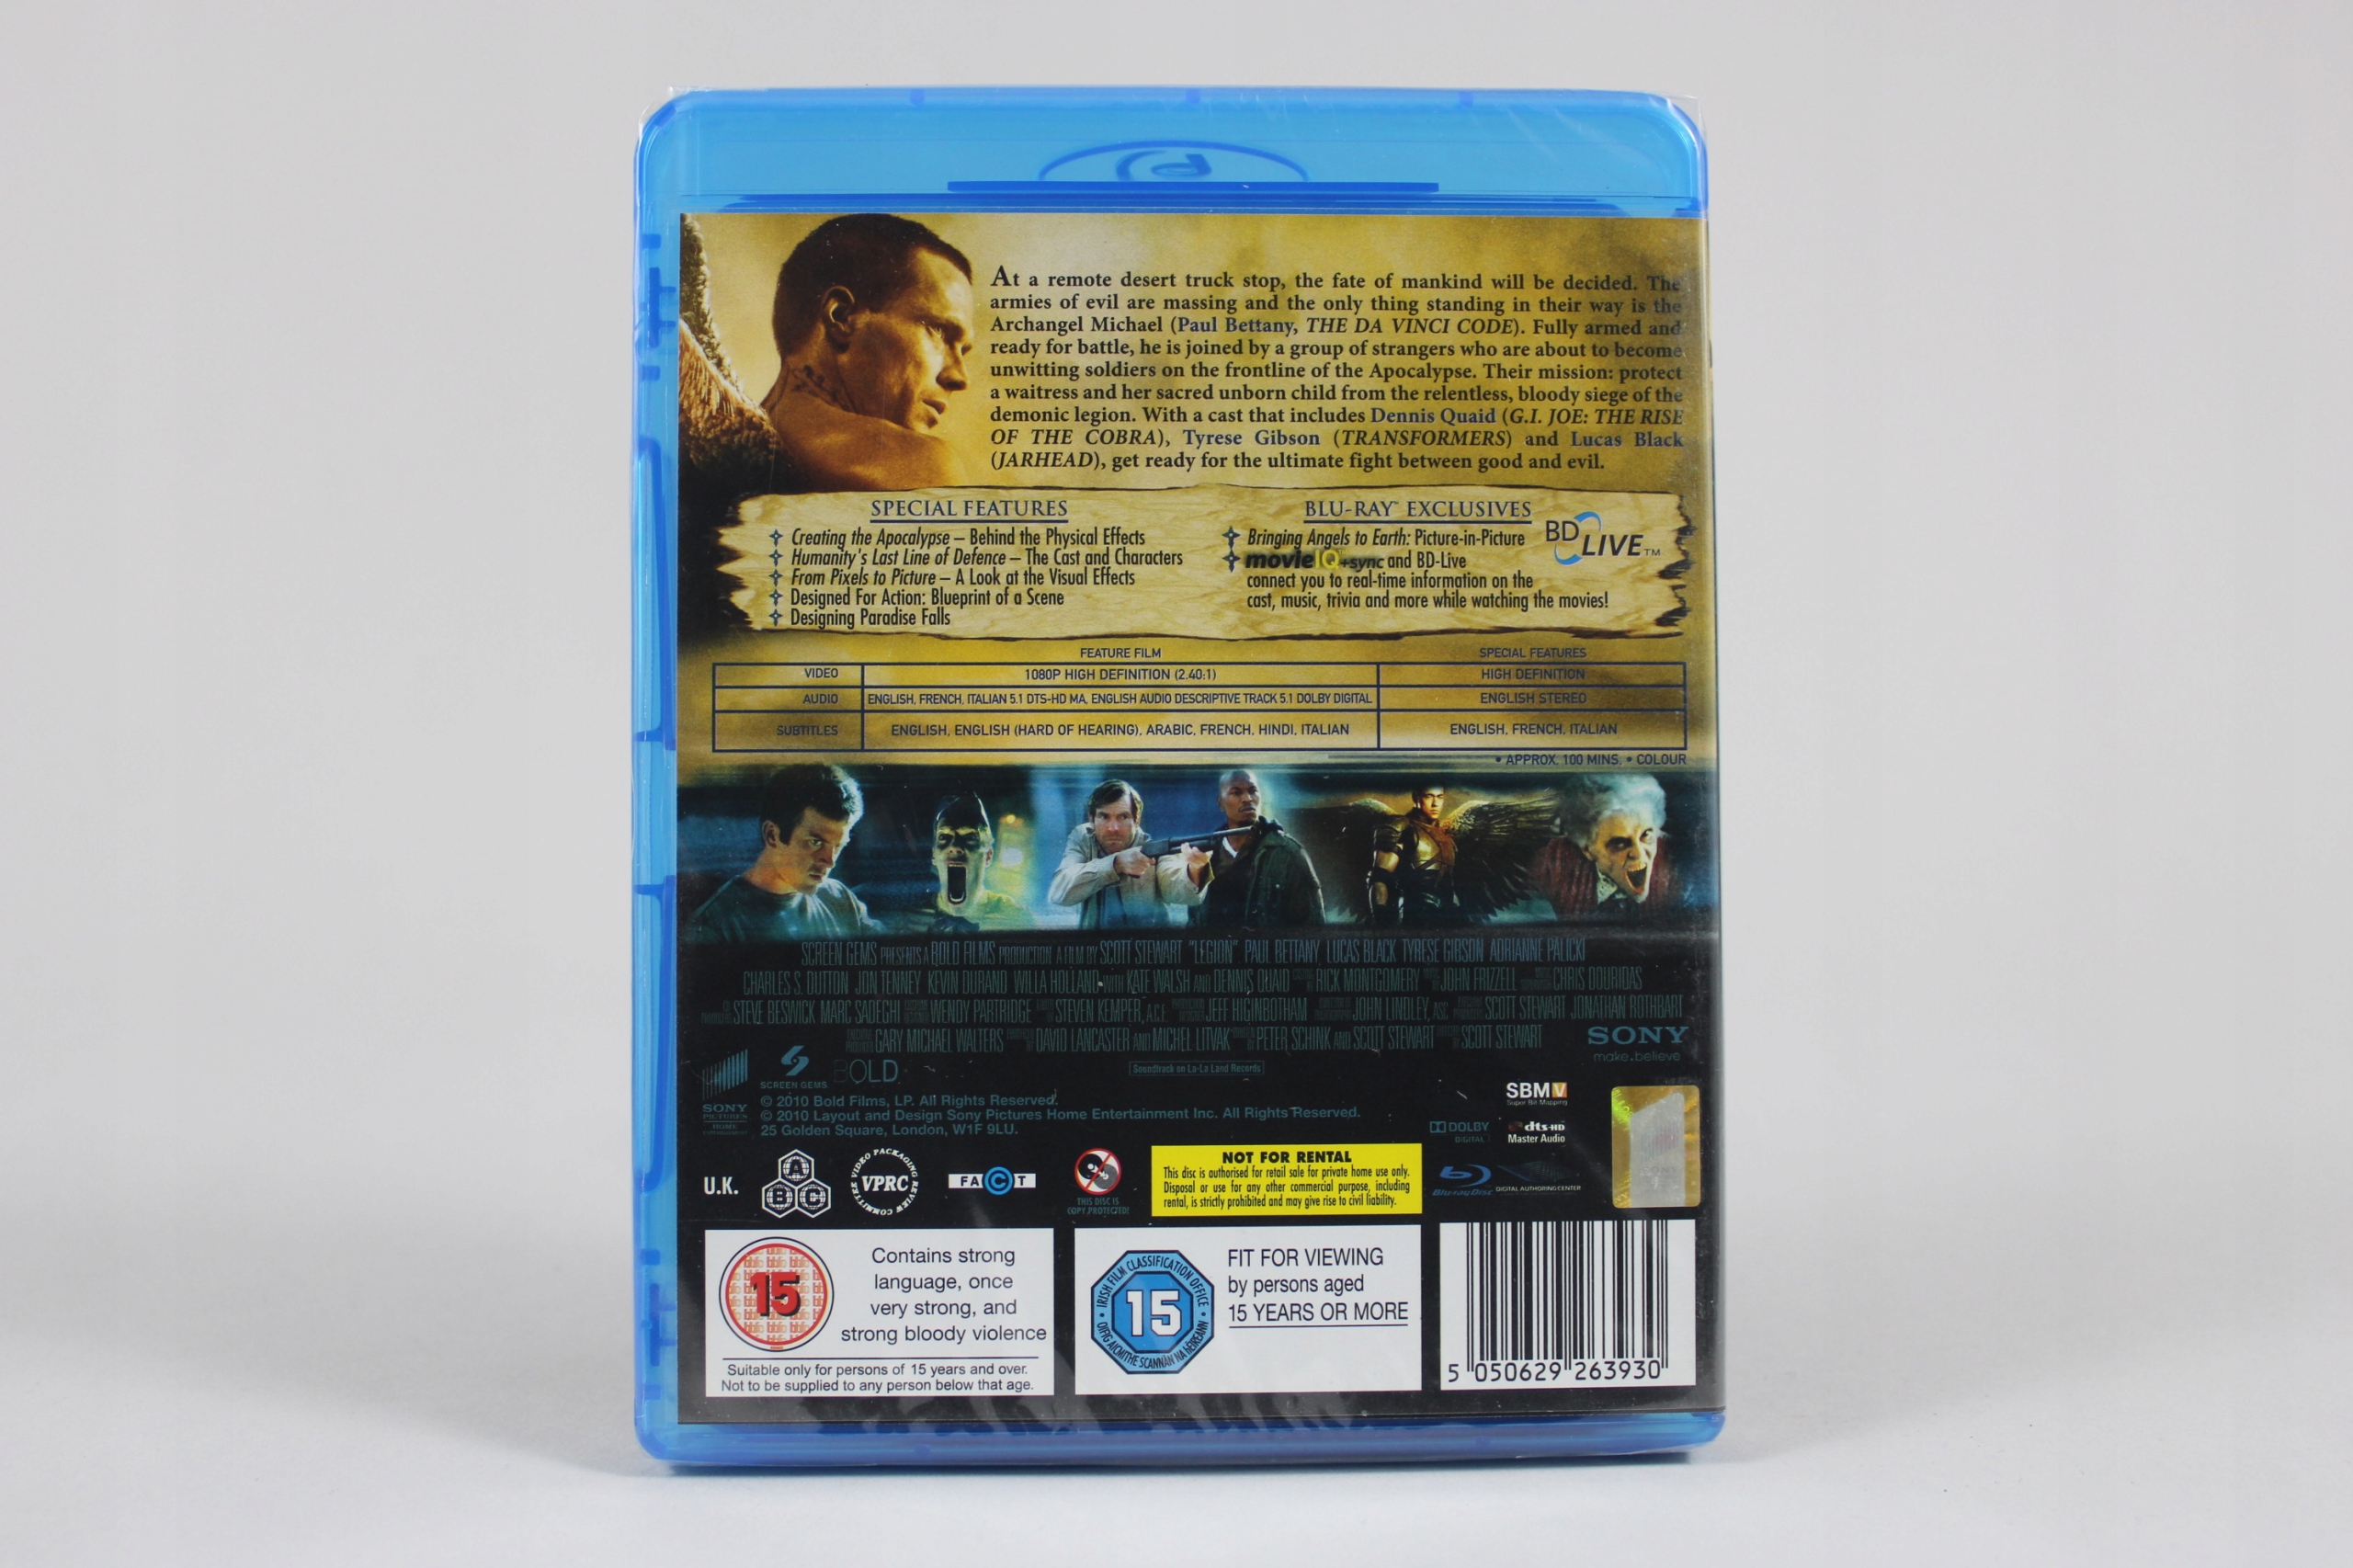 At a remote desert truck stop, the fate of mankind will be decided. The
armies of evil are massing and the only thing standing in their way is the
Archangel Michael (Paul Bettany, THE DA VINCI CODE). Fully armed and
ready for battle, he is joined by a group of strangers who are about to become
unwitting soldiers on the frontline of the Apocalypse. Their mission: protect
a waitress and her sacred unborn child from the relentless, bloody siege of the
demonic legion. With a cast that includes Dennis Quaid (G.I. JOE: THE RISE
OF THE COBRA), Tyrese Gibson (TRANSFORMERS) and Lucas Black
(JARHEAD), get ready for the ultimate fight between good and evil.
SPECIAL FEATURES
Creating the Apocalypse – Behind the Physical Effects
Humanity's Last Line of Defence – The Cast and Characters
From Pixels to Picture – A Look at the Visual Effects
Designed For Action: Blueprint of a Scene
Designing Paradise Falls
BLU-RAY™ EXCLUSIVES
Bringing Angels to Earth: Picture-in-Picture
movieIQ+sync and BD-Live
connect you to real-time information on the
cast, music, trivia and more while watching the movies!
BD LIVE™
FEATURE FILM SPECIAL FEATURES
VIDEO 1080P HIGH DEFINITION (2.40:1) HIGH DEFINITION
AUDIO ENGLISH, FRENCH, ITALIAN 5.1 DTS-HD MA, ENGLISH AUDIO DESCRIPTIVE TRACK 5.1 DOLBY DIGITAL ENGLISH STEREO
SUBTITLES ENGLISH, ENGLISH (HARD OF HEARING), ARABIC, FRENCH, HINDI, ITALIAN ENGLISH, FRENCH, ITALIAN
• APPROX. 100 MINS. • COLOUR
SCREEN GEMS PRESENTS A BOLD FILMS PRODUCTION A FILM BY SCOTT STEWART "LEGION" PAUL BETTANY LUCAS BLACK TYRESE GIBSON ADRIANNE PALICKI
CHARLES S. DUTTON JON TENNEY KEVIN DURAND WILLA HOLLAND WITH KATE WALSH AND DENNIS QUAID RICK MONTGOMERY JOHN FRIZZELL CHRIS DOURIDAS
STEVE BESWICK MARC SADEGHI WENDY PARTRIDGE STEVEN KEMPER, A.C.E. JEFF HIGINBOTHAM JOHN LINDLEY, ASC SCOTT STEWART JONATHAN ROTHBART
GARY MICHAEL WALTERS DAVID LANCASTER AND MICHEL LITVAK PETER SCHINK AND SCOTT STEWART SCOTT STEWART
SONY
make.believe
SONY
PICTURES
HOME
SCREEN GEMS
BOLD
Soundtrack on La-La Land Records
© 2010 Bold Films, LP. All Rights Reserved.
© 2010 Layout and Design Sony Pictures Home Entertainment Inc. All Rights Reserved.
25 Golden Square, London, W1F 9LU.
SBMV
Super Bit Mapping
DOLBY
DIGITAL
dts-HD
Master Audio
U.K.
ABC
VIDEO PACKAGING REVIEW COMMITTEE
VPRC
FACT
THIS DISC IS
COPY PROTECTED!
NOT FOR RENTAL
This disc is authorised for retail sale for private home use only.
Disposal or use for any other commercial purpose, including
rental, is strictly prohibited and may give rise to civil liability.
Blu-ray Disc
DIGITAL AUTHORING CENTER
15
Contains strong
language, once
very strong, and
strong bloody violence
Suitable only for persons of 15 years and over.
Not to be supplied to any person below that age.
IRISH FILM CLASSIFICATION OFFICE
15
OIFIG AICMITHE SCANNÁN NA hÉIREANN
FIT FOR VIEWING
by persons aged
15 YEARS OR MORE
5 050629 263930